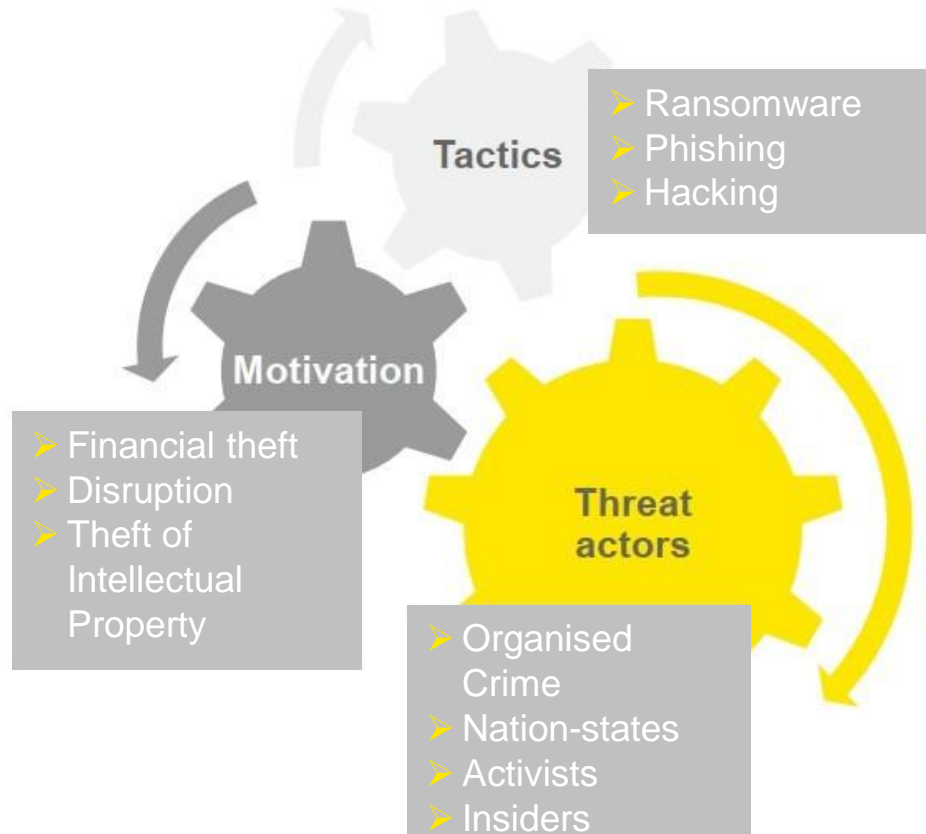 Tactics
➢ Ransomware
➢ Phishing
➢ Hacking
Motivation
➢ Financial theft
➢ Disruption
➢ Theft of
Intellectual
Property
Threat
actors
➢ Organised
Crime
➢ Nation-states
➢ Activists
➢ Insiders